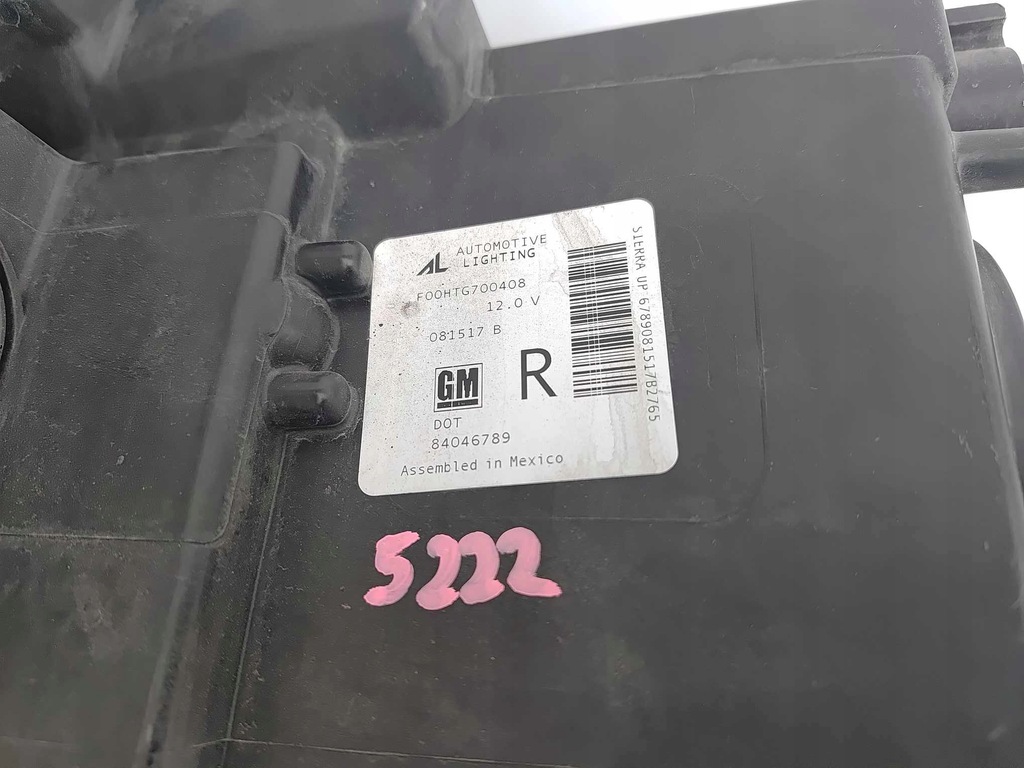 AL AUTOMOTIVE
LIGHTING
F00HTG700408
12.0 V
081517 B
GM
R
DOT
84046789
Assembled in Mexico
SIERRA UP 6789081517B2765
5222